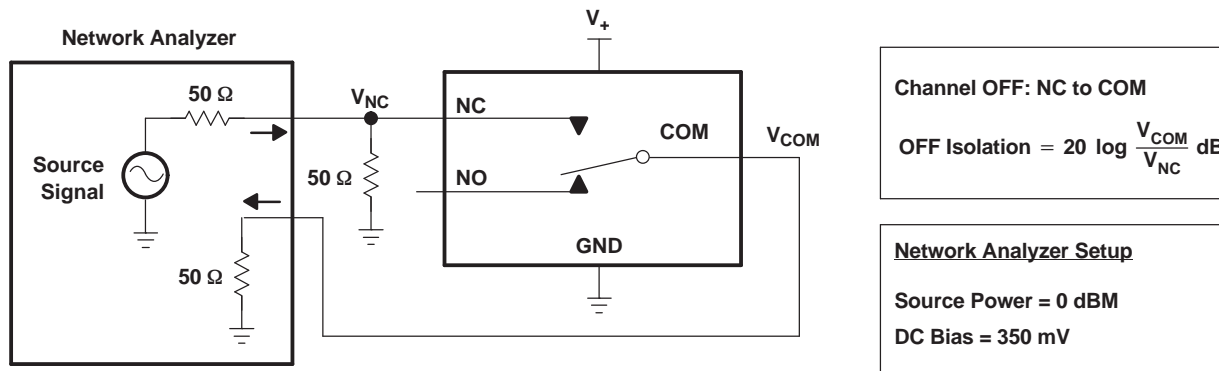 Network Analyzer
V+
50 Ω
VNC
NC
COM
VCOM
Source
Signal
50 Ω
NO
50 Ω
GND
Channel OFF: NC to COM
OFF Isolation = 20 log VCOM/VNC dB
Network Analyzer Setup
Source Power = 0 dBM
DC Bias = 350 mV